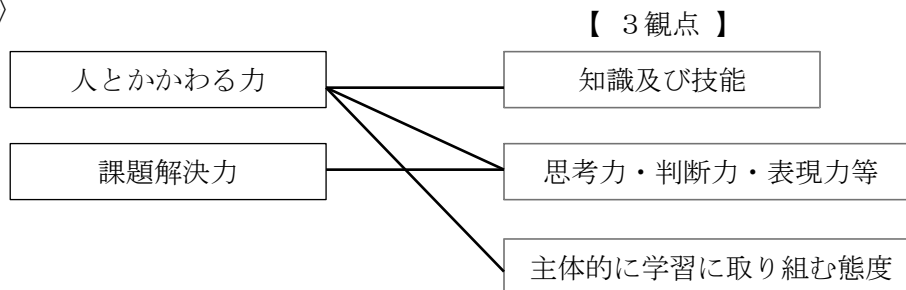 〉
【 3観点 】
人とかかわる力
知識及び技能
課題解決力
思考力・判断力・表現力等
主体的に学習に取り組む態度